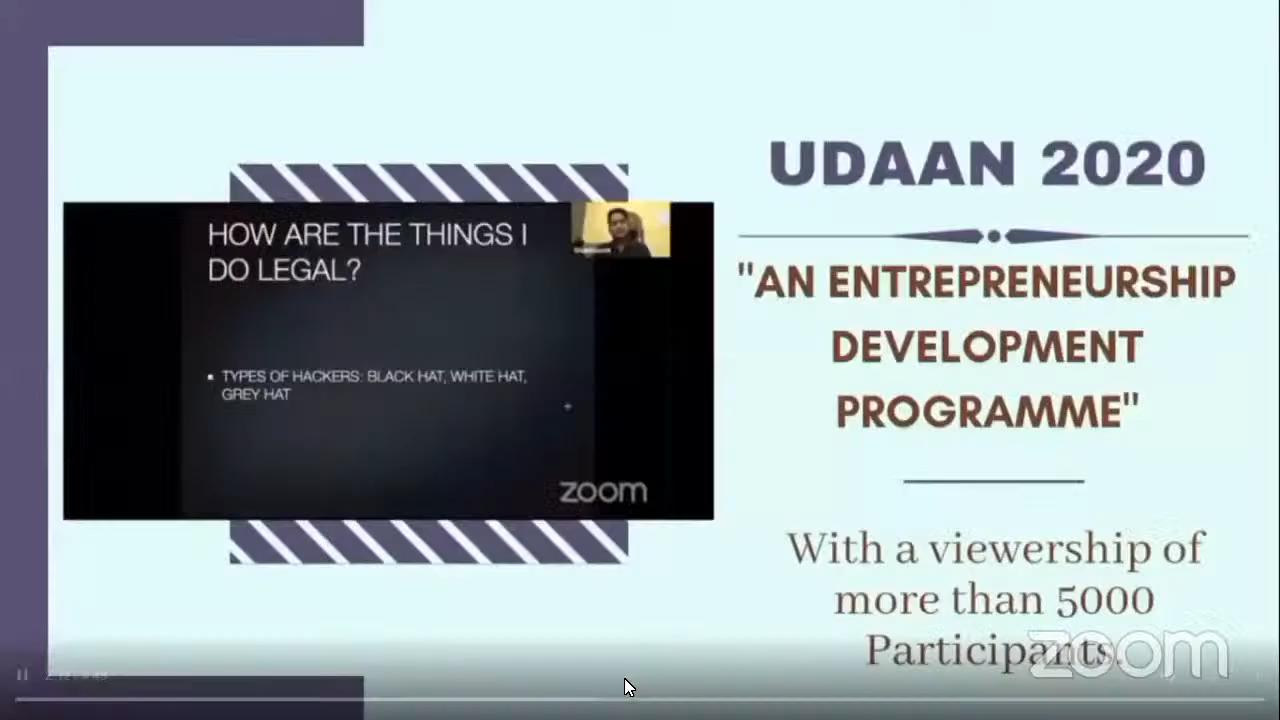 HOW ARE THE THINGS I
DO LEGAL?
TYPES OF HACKERS: BLACK HAT, WHITE HAT,
GREY HAT
zoom
UDAAN 2020
"AN ENTREPRENEURSHIP
DEVELOPMENT
PROGRAMME"
With a viewership of
more than 5000
Participants.
zoom